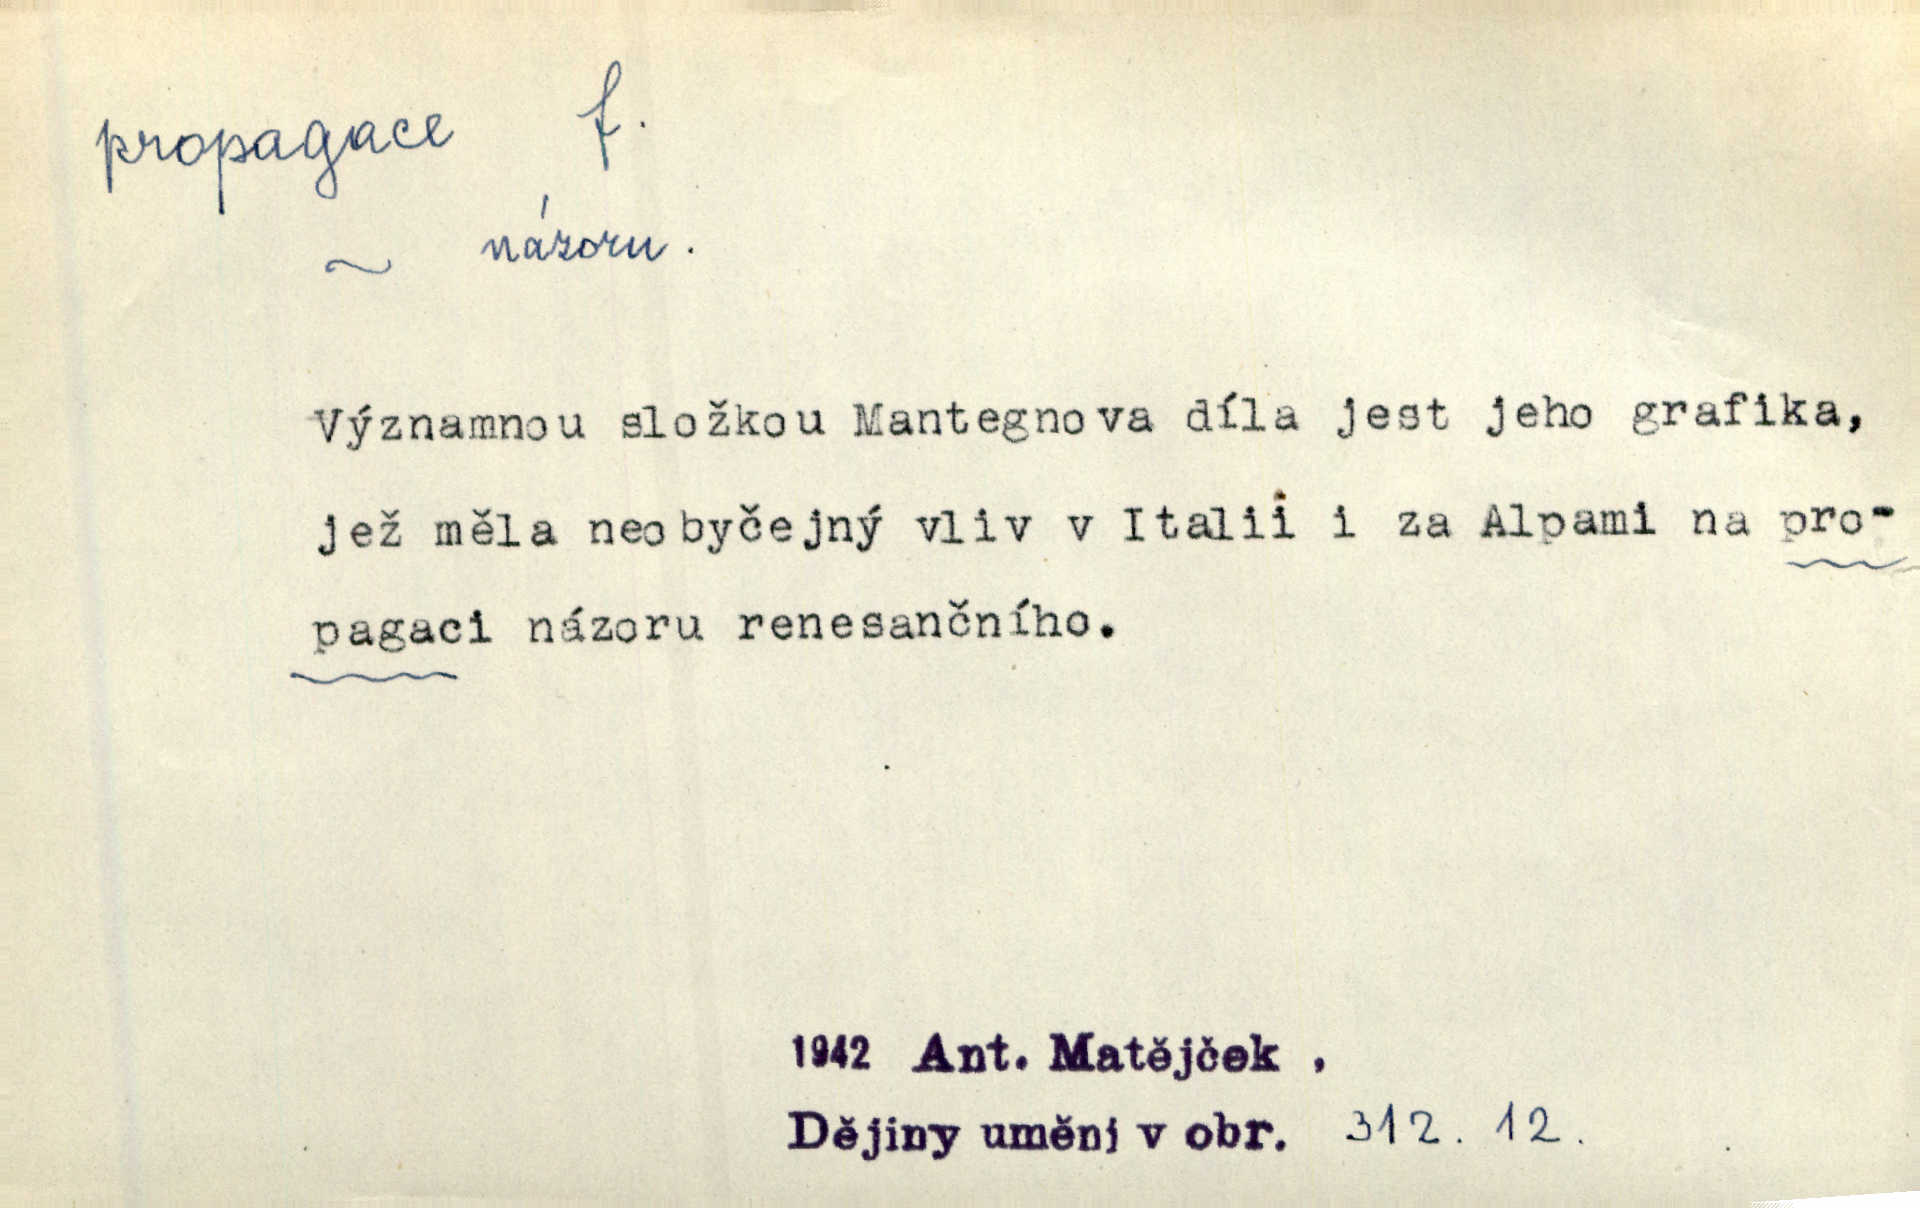 propagace f.
~ názoru.
Významnou složkou Mantegnova díla jest jeho grafika,
jež měla neobyčejný vliv v Italii i za Alpami na pro-
pagaci názoru renesančního.
1942 Ant. Matějček,
Dějiny umění v obr. 312. 12.